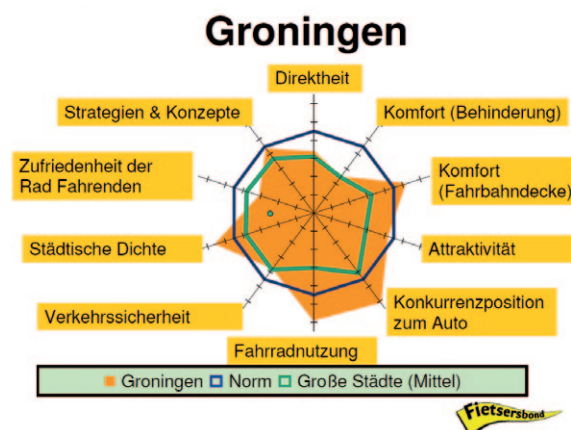 Groningen
Direktheit
Strategien & Konzepte
Komfort (Behinderung)
Zufriedenheit der
Rad Fahrenden
Komfort
(Fahrbahndecke)
Städtische Dichte
Attraktivität
Verkehrssicherheit
Konkurrenzposition
zum Auto
Fahrradnutzung
Groningen Norm Große Städte (Mittel)
Fietsersbond